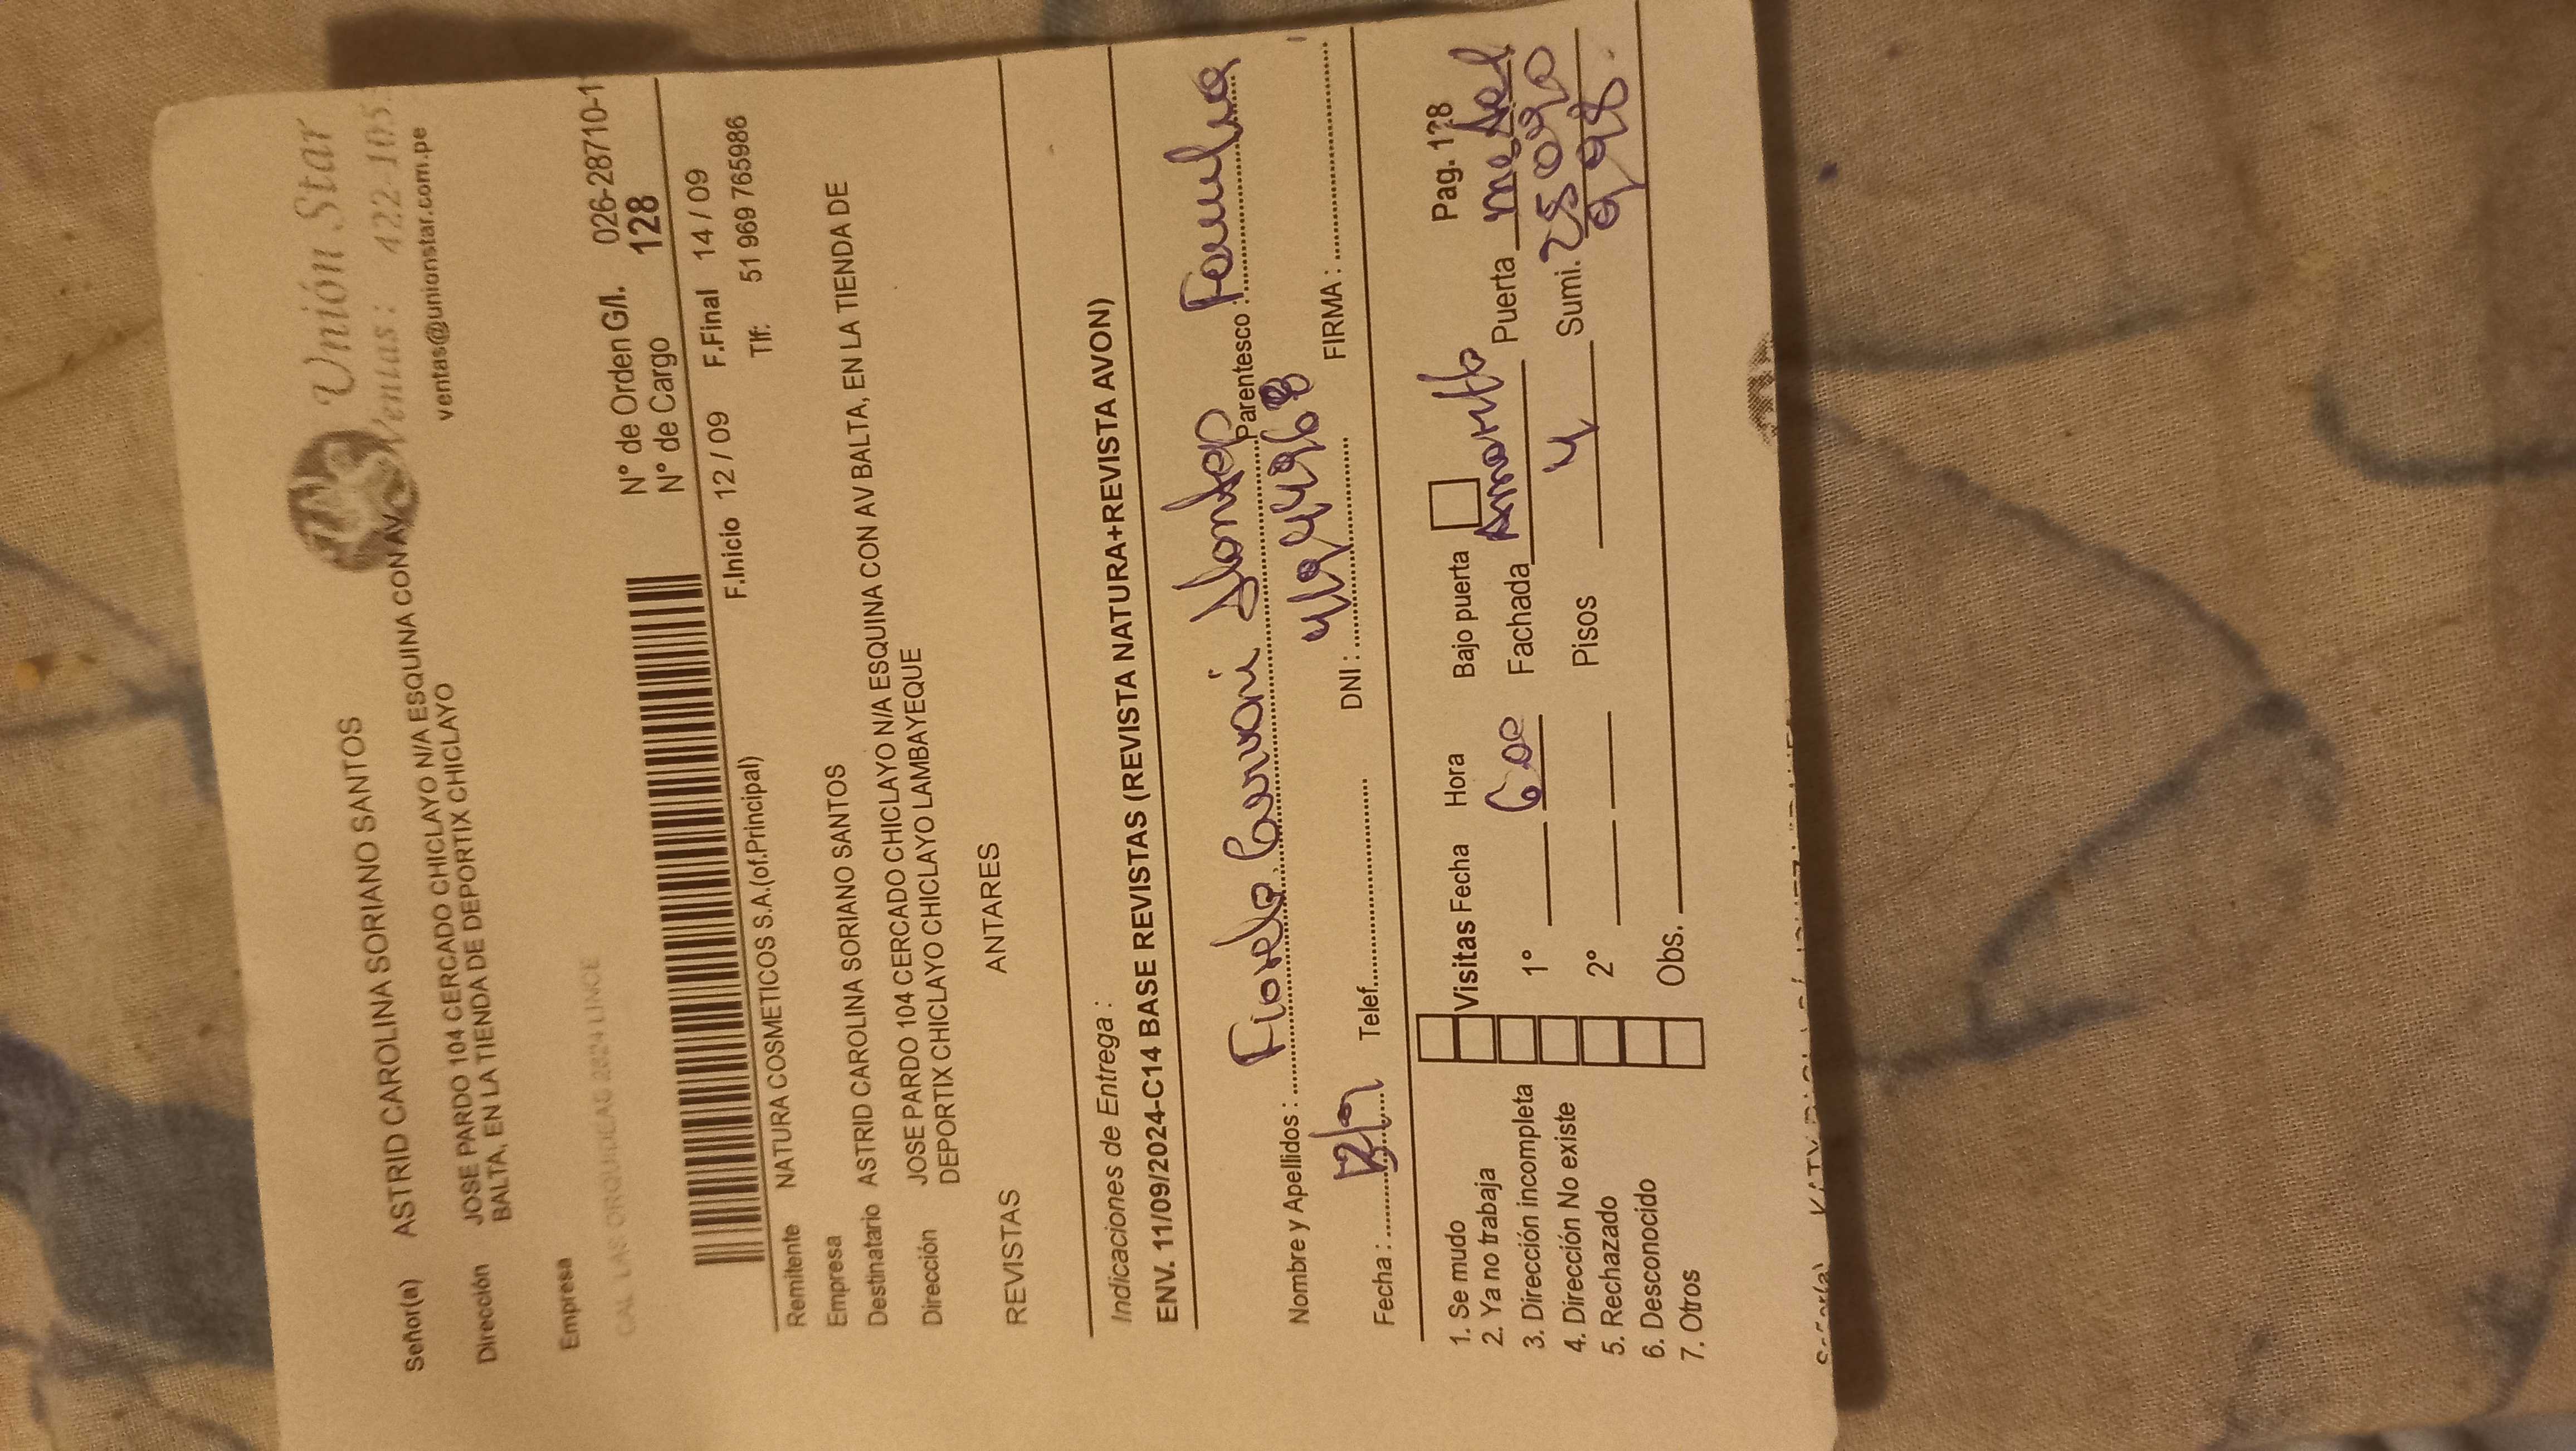 Unión Star
Ventas : 422-105
ventas@unionstar.com.pe
Señor(a) ASTRID CAROLINA SORIANO SANTOS
Dirección JOSE PARDO 104 CERCADO CHICLAYO N/A ESQUINA CON AV
BALTA, EN LA TIENDA DE DEPORTIX CHICLAYO
Empresa
CAL LAS ORQUIDEAS LINCE
N° de Orden G/I. 026-28710-1
N° de Cargo 128
F.Inicio 12 / 09 F.Final 14 / 09
Remitente NATURA COSMETICOS S.A.(of.Principal) Tlf: 51 969 765986
Empresa
Destinatario ASTRID CAROLINA SORIANO SANTOS
Dirección JOSE PARDO 104 CERCADO CHICLAYO N/A ESQUINA CON AV BALTA, EN LA TIENDA DE
DEPORTIX CHICLAYO CHICLAYO LAMBAYEQUE
REVISTAS ANTARES
Indicaciones de Entrega :
ENV. 11/09/2024-C14 BASE REVISTAS (REVISTA NATURA+REVISTA AVON)
Nombre y Apellidos : Parentesco :
Fecha : Telef. DNI : FIRMA :
Pag. 128
1. Se mudo Visitas Fecha Hora Bajo puerta
2. Ya no trabaja
3. Dirección incompleta 1° Fachada Puerta metal
4. Dirección No existe
5. Rechazado 2° Pisos 4 Sumi.
6. Desconocido
7. Otros Obs.